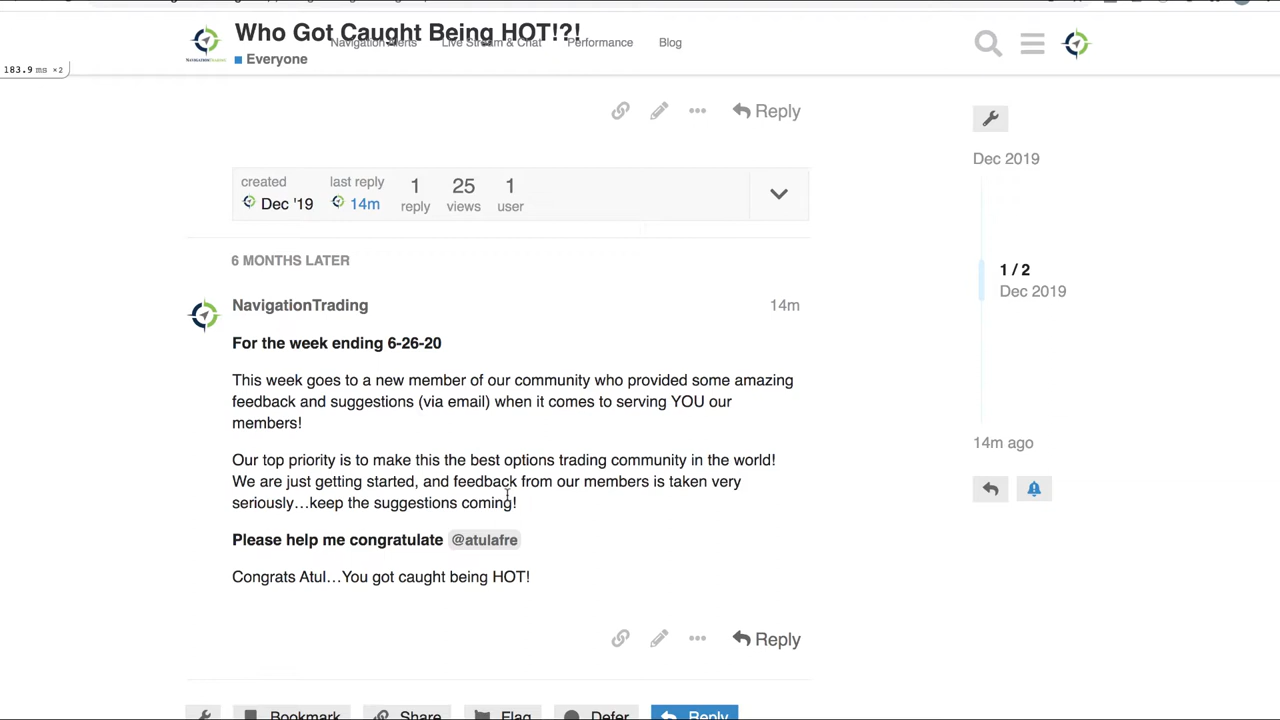 Who Got Caught Being HOT!?!
Navigation Alerts Live Stream & Chat Performance Blog
Everyone
183.9 ms ×2
NAVIGATIONTRADING
Reply
Dec 2019
created last reply 1 25 1
Dec '19 14m reply views user
6 MONTHS LATER
1 / 2
Dec 2019
NavigationTrading 14m
For the week ending 6-26-20
This week goes to a new member of our community who provided some amazing
feedback and suggestions (via email) when it comes to serving YOU our
members!
14m ago
Our top priority is to make this the best options trading community in the world!
We are just getting started, and feedback from our members is taken very
seriously…keep the suggestions coming!
Please help me congratulate @atulafre
Congrats Atul…You got caught being HOT!
Reply
Bookmark Share Flag Defer Reply